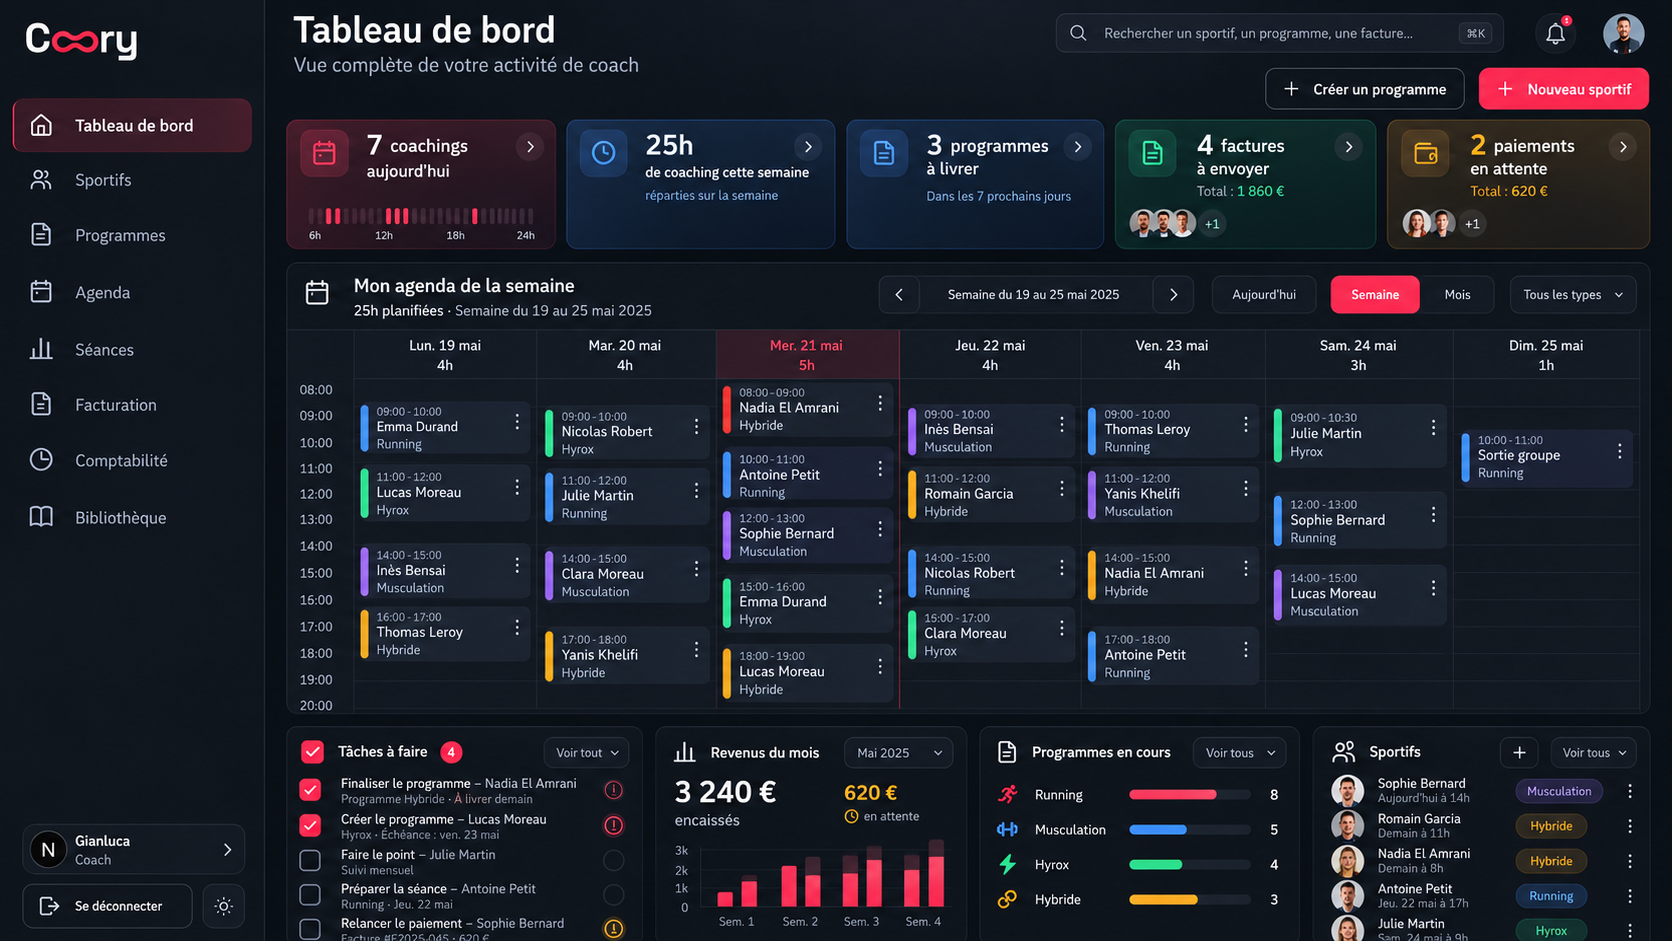 Coory
Tableau de bord
Sportifs
Programmes
Agenda
Séances
Facturation
Comptabilité
Bibliothèque
N
Gianluca
Coach
Se déconnecter
Tableau de bord
Vue complète de votre activité de coach
Rechercher un sportif, un programme, une facture...
⌘K
+ Créer un programme
+ Nouveau sportif
7 coachings
aujourd'hui
6h 12h 18h 24h
25h
de coaching cette semaine
réparties sur la semaine
3 programmes
à livrer
Dans les 7 prochains jours
4 factures
à envoyer
Total : 1 860 €
+1
2 paiements
en attente
Total : 620 €
+1
Mon agenda de la semaine
25h planifiées · Semaine du 19 au 25 mai 2025
Semaine du 19 au 25 mai 2025
Aujourd'hui
Semaine
Mois
Tous les types
Lun. 19 mai
4h
Mar. 20 mai
4h
Mer. 21 mai
5h
Jeu. 22 mai
4h
Ven. 23 mai
4h
Sam. 24 mai
3h
Dim. 25 mai
1h
08:00
09:00
10:00
11:00
12:00
13:00
14:00
15:00
16:00
17:00
18:00
19:00
20:00
09:00 - 10:00
Emma Durand
Running
11:00 - 12:00
Lucas Moreau
Hyrox
14:00 - 15:00
Inès Bensai
Musculation
16:00 - 17:00
Thomas Leroy
Hybride
09:00 - 10:00
Nicolas Robert
Hyrox
11:00 - 12:00
Julie Martin
Running
14:00 - 15:00
Clara Moreau
Musculation
17:00 - 18:00
Yanis Khelifi
Hybride
08:00 - 09:00
Nadia El Amrani
Hybride
10:00 - 11:00
Antoine Petit
Running
12:00 - 13:00
Sophie Bernard
Musculation
15:00 - 16:00
Emma Durand
Hyrox
18:00 - 19:00
Lucas Moreau
Hybride
09:00 - 10:00
Inès Bensai
Musculation
11:00 - 12:00
Romain Garcia
Hybride
14:00 - 15:00
Nicolas Robert
Running
15:00 - 17:00
Clara Moreau
Hyrox
09:00 - 10:00
Thomas Leroy
Running
11:00 - 12:00
Yanis Khelifi
Musculation
14:00 - 15:00
Nadia El Amrani
Hybride
17:00 - 18:00
Antoine Petit
Running
09:00 - 10:30
Julie Martin
Hyrox
12:00 - 13:00
Sophie Bernard
Running
14:00 - 15:00
Lucas Moreau
Musculation
10:00 - 11:00
Sortie groupe
Running
Tâches à faire 4
Voir tout
Finaliser le programme – Nadia El Amrani
Programme Hybride · À livrer demain
Créer le programme – Lucas Moreau
Hyrox · Échéance : ven. 23 mai
Faire le point – Julie Martin
Suivi mensuel
Préparer la séance – Antoine Petit
Running · Jeu. 22 mai
Relancer le paiement – Sophie Bernard
Facture #F2025-045 · 620 €
Revenus du mois
Mai 2025
3 240 €
encaissés
620 €
en attente
3k
2k
1k
0
Sem. 1 Sem. 2 Sem. 3 Sem. 4
Programmes en cours
Voir tous
Running 8
Musculation 5
Hyrox 4
Hybride 3
Sportifs
+
Voir tous
Sophie Bernard
Aujourd'hui à 14h
Musculation
Romain Garcia
Demain à 11h
Hybride
Nadia El Amrani
Demain à 8h
Hybride
Antoine Petit
Jeu. 22 mai à 17h
Running
Julie Martin
Sam. 24 mai à 9h
Hyrox